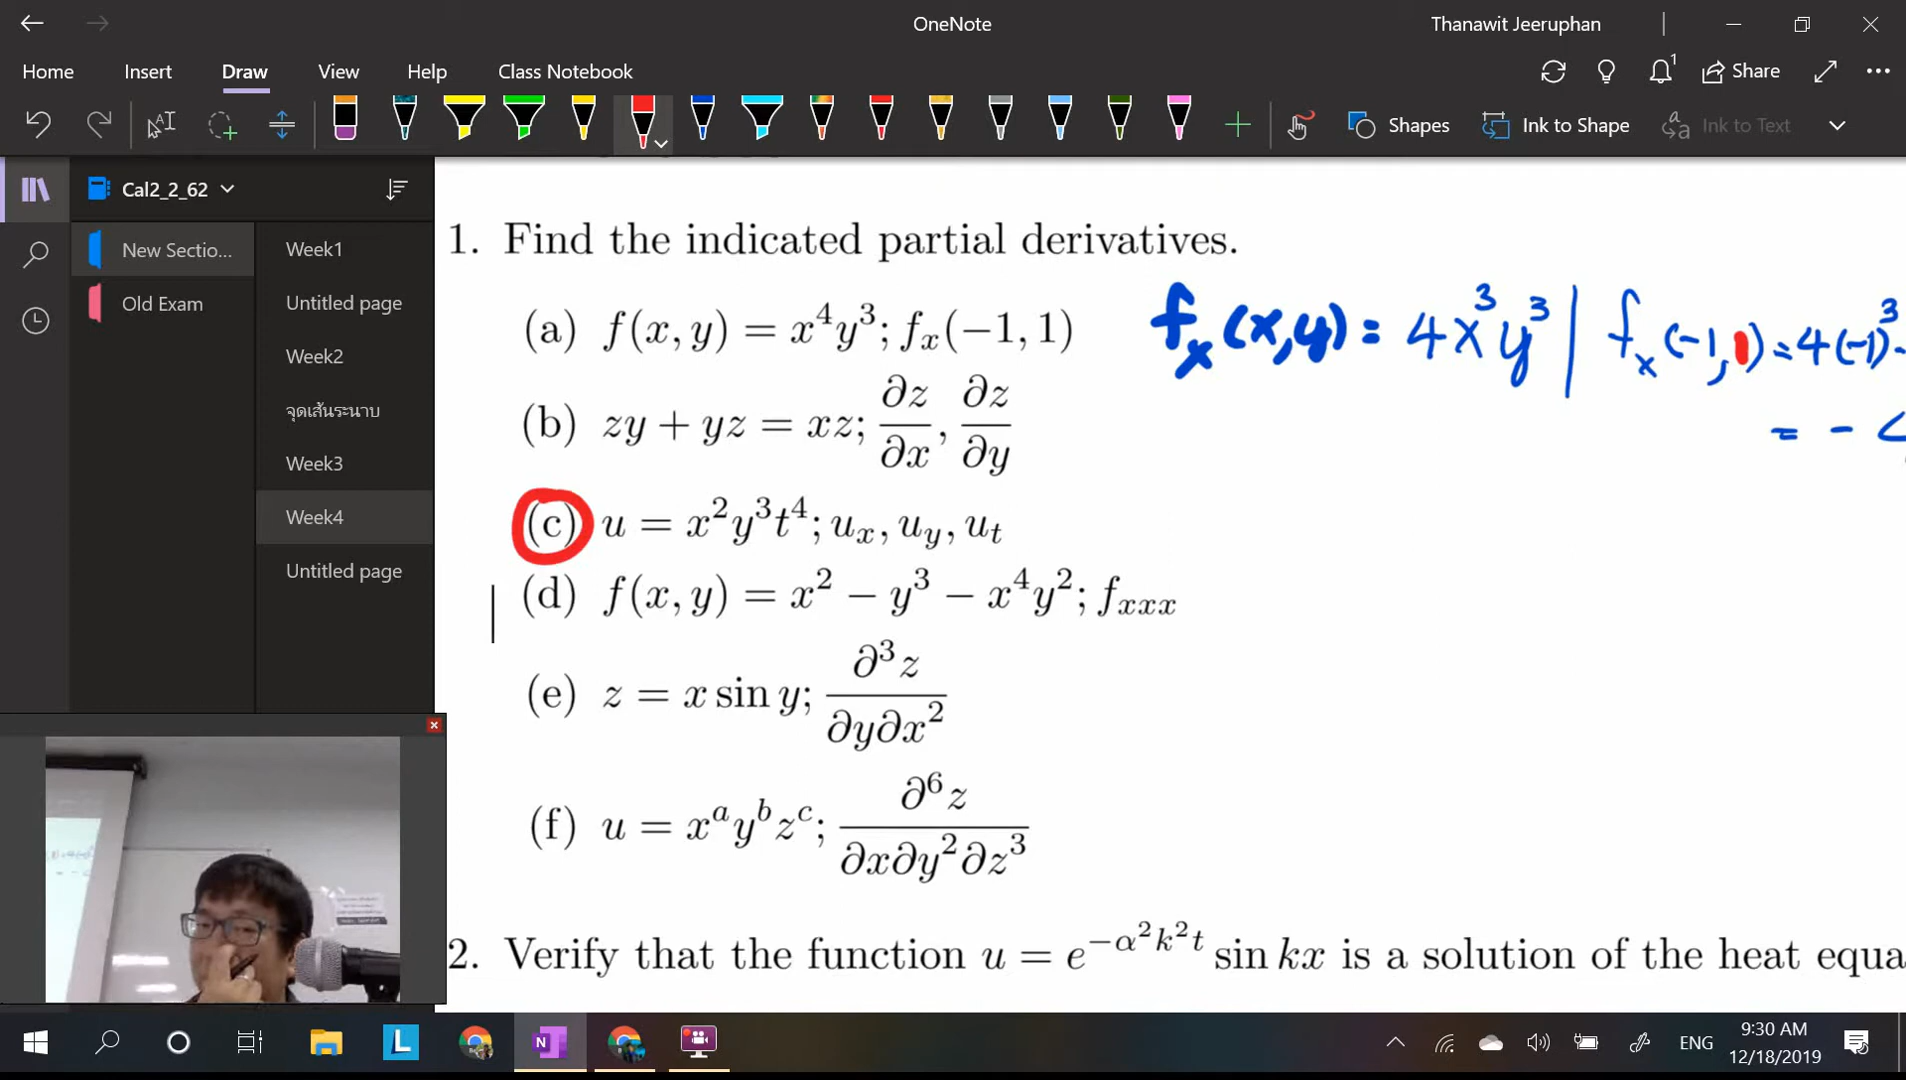 OneNote
Thanawit Jeeruphan
Home Insert Draw View Help Class Notebook
1
Share
Shapes Ink to Shape Ink to Text
Cal2_2_62
New Sectio...
Old Exam
Week1
Untitled page
Week2
จุดเส้นระนาบ
Week3
Week4
Untitled page
1. Find the indicated partial derivatives.
(a) f(x, y) = x⁴y³; fₓ(−1, 1)
fₓ(x,y) = 4x³y³ | fₓ(-1,1) = 4(-1)³
= - 4
(b) zy + yz = xz; ∂z/∂x, ∂z/∂y
(c) u = x²y³t⁴; uₓ, u_y, uₜ
(d) f(x, y) = x² − y³ − x⁴y²; fₓₓₓ
(e) z = x sin y; ∂³z/∂y∂x²
(f) u = xᵃyᵇzᶜ; ∂⁶z/∂x∂y²∂z³
2. Verify that the function u = e^(−α²k²t) sin kx is a solution of the heat equa
L
N
ENG
9:30 AM
12/18/2019